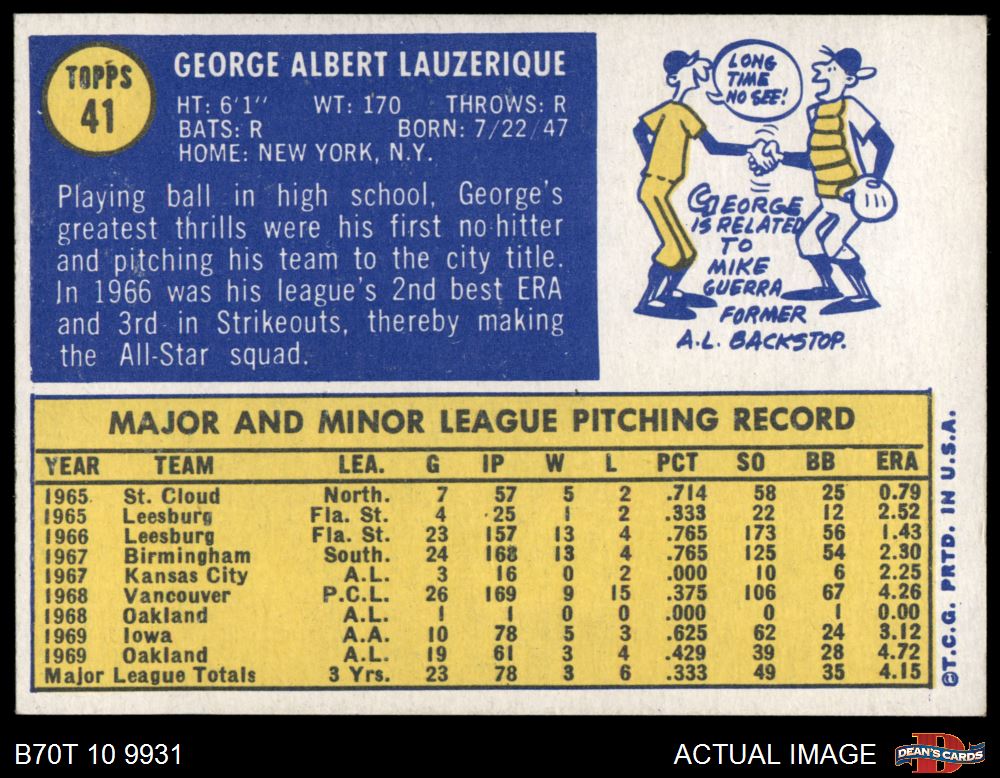 TOPPS
41
GEORGE ALBERT LAUZERIQUE
HT: 6'1" WT: 170 THROWS: R
BATS: R BORN: 7/22/47
HOME: NEW YORK, N.Y.
Playing ball in high school, George's
greatest thrills were his first no-hitter
and pitching his team to the city title.
In 1966 was his league's 2nd best ERA
and 3rd in Strikeouts, thereby making
the All-Star squad.
LONG
TIME
NO SEE!
GEORGE
IS RELATED
TO
MIKE
GUERRA
FORMER
A.L. BACKSTOP.
MAJOR AND MINOR LEAGUE PITCHING RECORD
YEAR TEAM LEA. G IP W L PCT SO BB ERA
1965 St. Cloud North. 7 57 5 2 .714 58 25 0.79
1965 Leesburg Fla. St. 4 25 1 2 .333 22 12 2.52
1966 Leesburg Fla. St. 23 157 13 4 .765 173 56 1.43
1967 Birmingham South. 24 168 13 4 .765 125 54 2.30
1967 Kansas City A.L. 3 16 0 2 .000 10 6 2.25
1968 Vancouver P.C.L. 26 169 9 15 .375 106 67 4.26
1968 Oakland A.L. 1 1 0 0 .000 0 1 0.00
1969 Iowa A.A. 10 78 5 3 .625 62 24 3.12
1969 Oakland A.L. 19 61 3 4 .429 39 28 4.72
Major League Totals 3 Yrs. 23 78 3 6 .333 49 35 4.15
©T.C.G. PRTD. IN U.S.A.
B70T 10 9931
ACTUAL IMAGE
DEAN'S CARDS